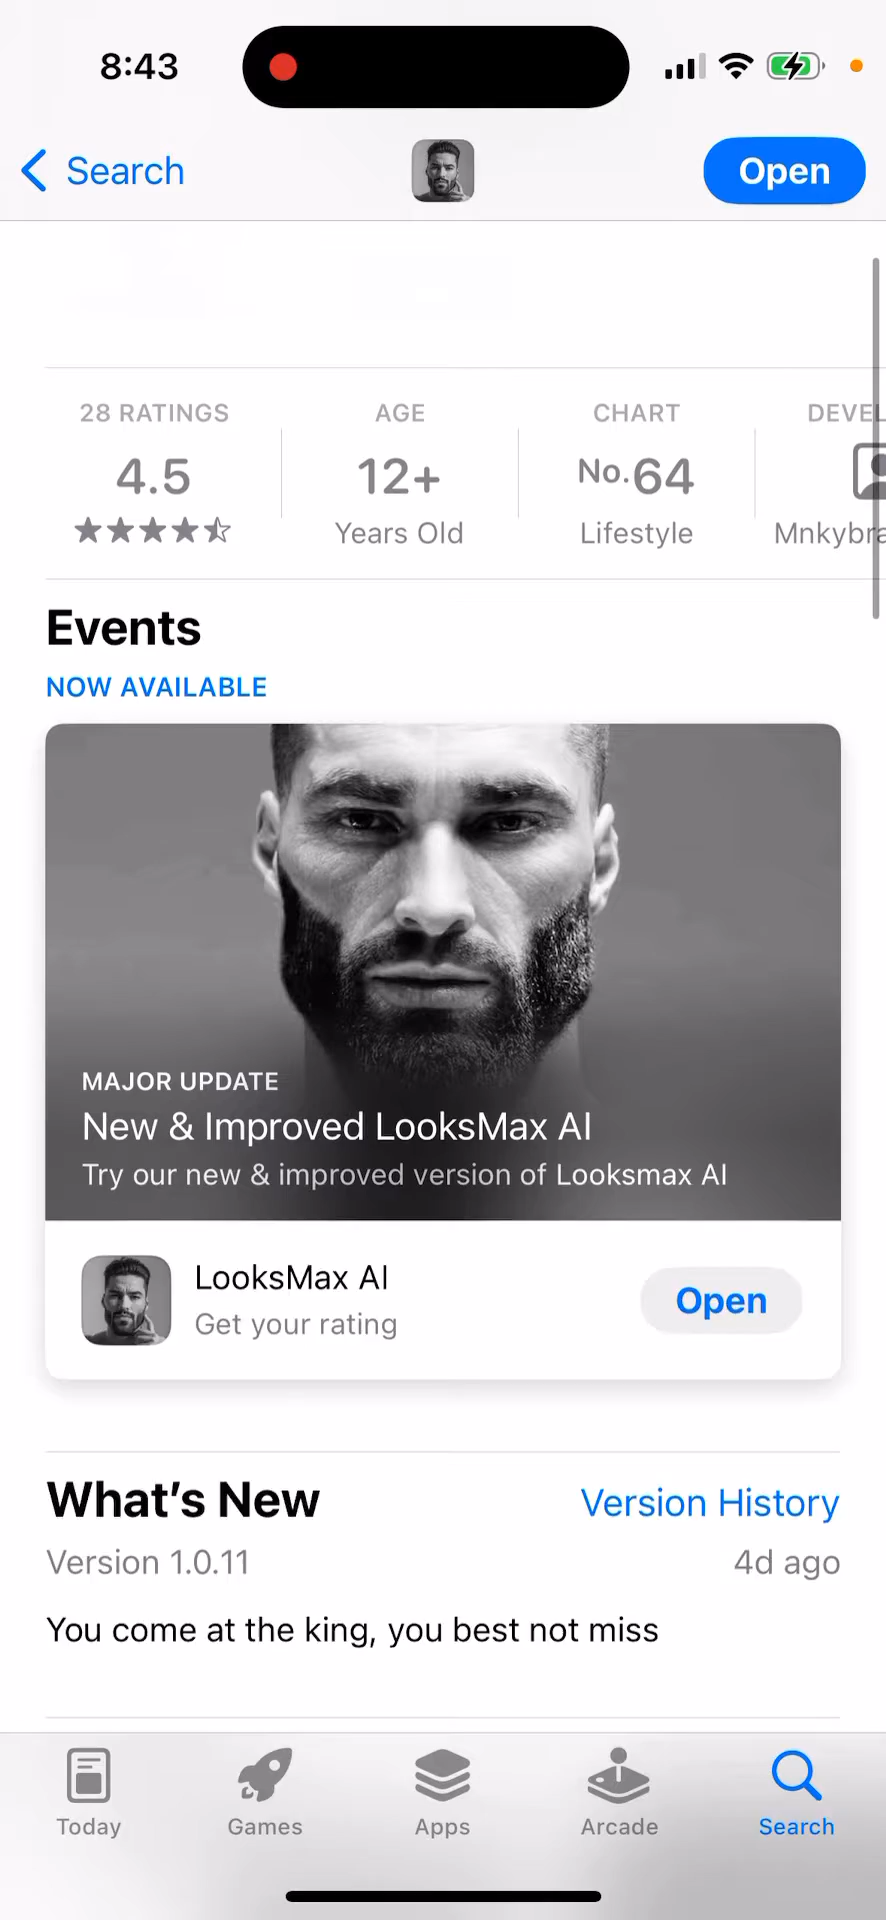 8:43
Search
Open
28 RATINGS
4.5
AGE
12+
Years Old
CHART
No.64
Lifestyle
Events
NOW AVAILABLE
MAJOR UPDATE
New & Improved LooksMax AI
Try our new & improved version of Looksmax AI
LooksMax AI
Get your rating
Open
What's New
Version History
Version 1.0.11
4d ago
You come at the king, you best not miss
Today
Games
Apps
Arcade
Search